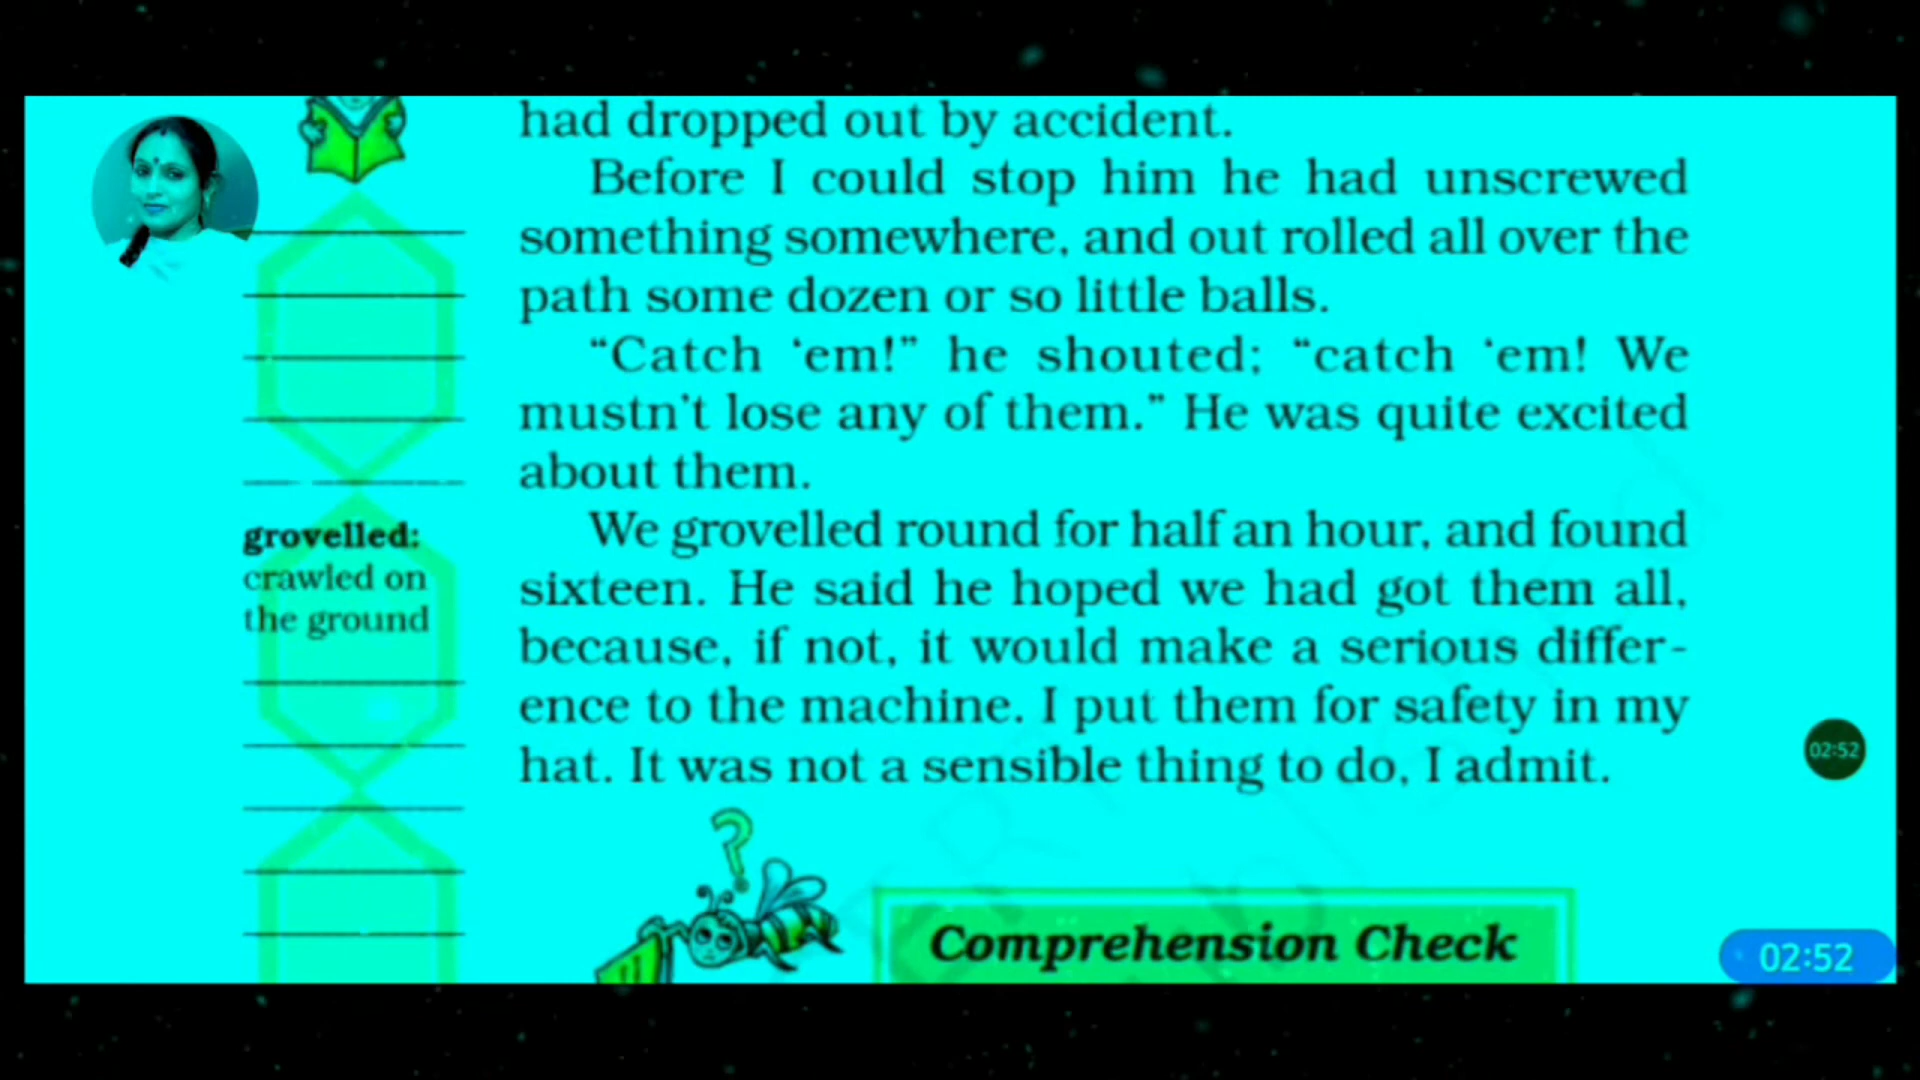 had dropped out by accident.
Before I could stop him he had unscrewed
something somewhere, and out rolled all over the
path some dozen or so little balls.
“Catch ‘em!” he shouted; “catch ‘em! We
mustn’t lose any of them.” He was quite excited
about them.
We grovelled round for half an hour, and found
sixteen. He said he hoped we had got them all,
because, if not, it would make a serious differ-
ence to the machine. I put them for safety in my
hat. It was not a sensible thing to do, I admit.
grovelled:
crawled on
the ground
?
Comprehension Check
02:52
02:52